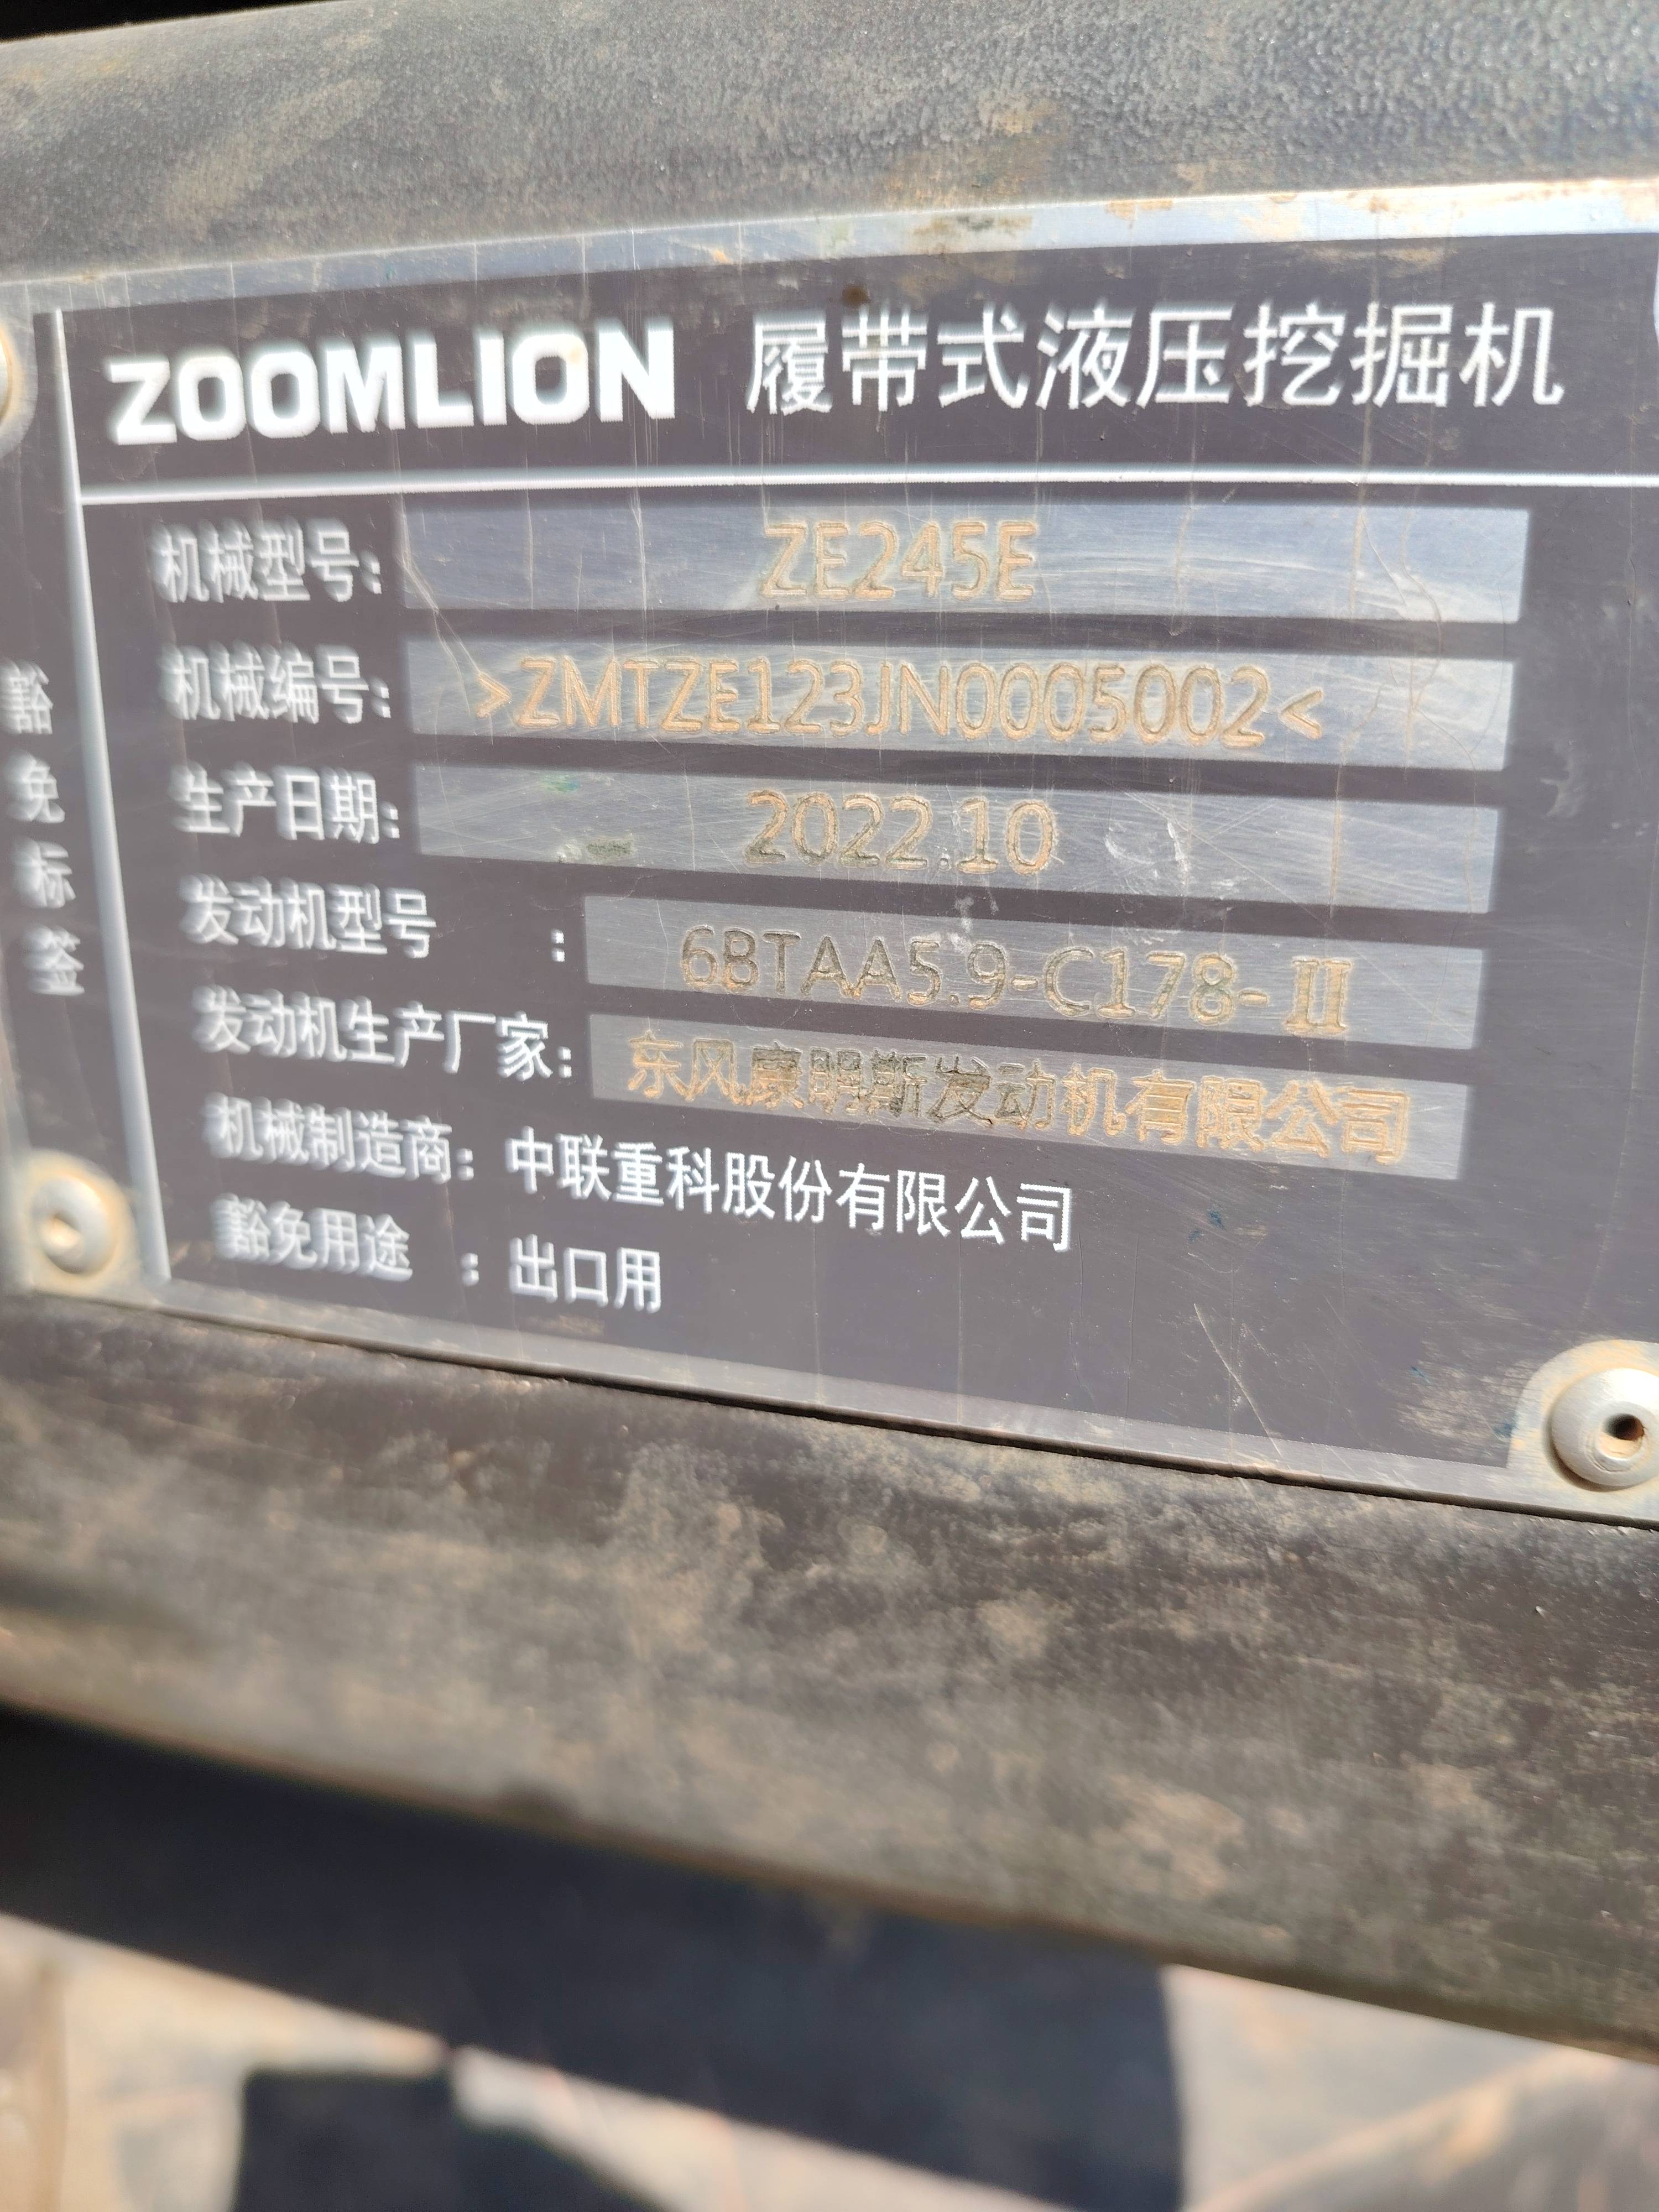 ZOOMLION 履带式液压挖掘机
机械型号: ZE245E
机械编号: >ZMTZE123JN0005002<
生产日期: 2022.10
发动机型号 : 6BTAA5.9-C178-Ⅱ
发动机生产厂家: 东风康明斯发动机有限公司
机械制造商: 中联重科股份有限公司
豁免用途 : 出口用
豁免标签